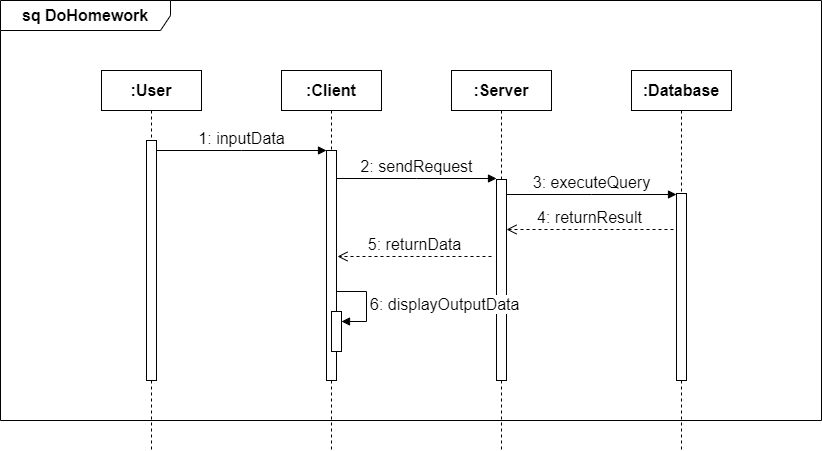 sq DoHomework
:User
:Client
:Server
:Database
1: inputData
2: sendRequest
3: executeQuery
4: returnResult
5: returnData
6: displayOutputData